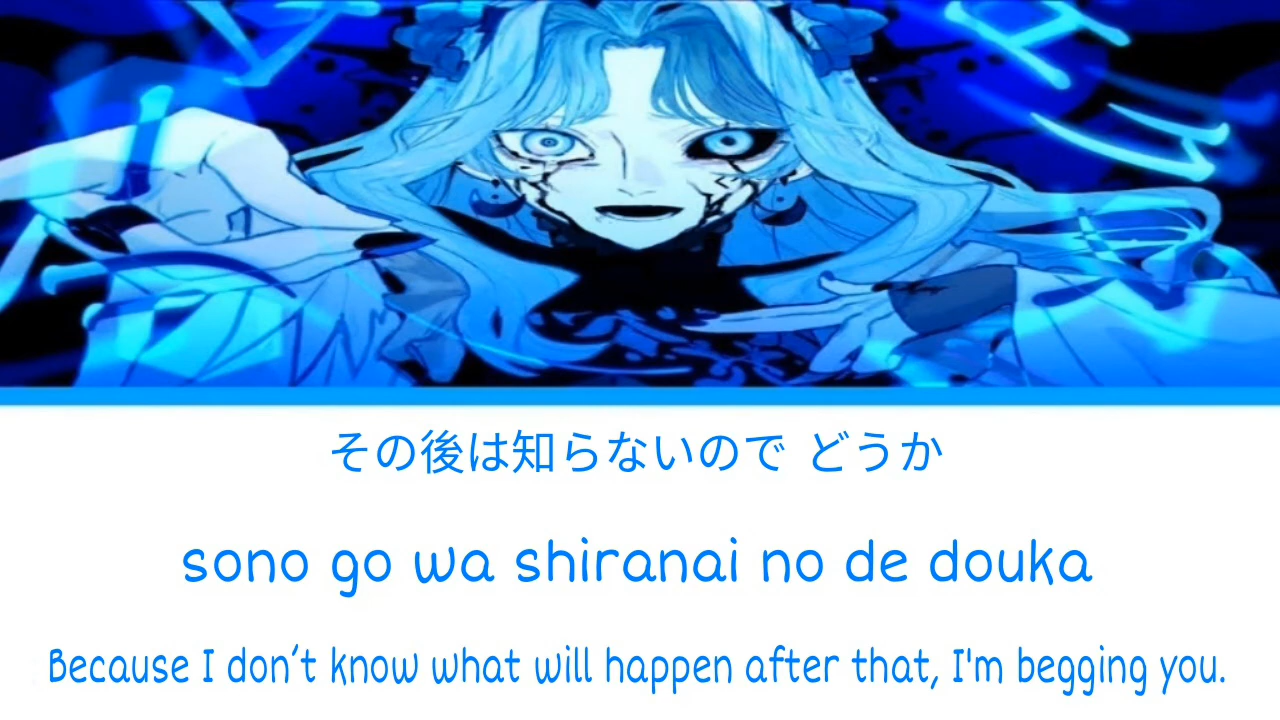 その後は知らないので どうか
sono go wa shiranai no de douka
Because I don’t know what will happen after that, I'm begging you.